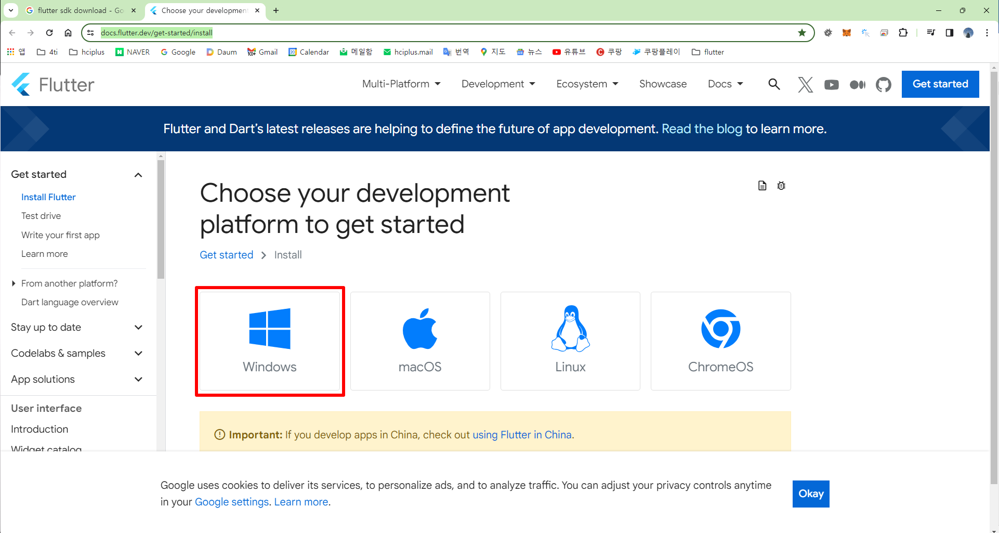 flutter sdk download - Go
Choose your development
docs.flutter.dev/get-started/install
앱
4ti
hciplus
NAVER
Google
Daum
Gmail
Calendar
메일함
hciplus.mail
번역
지도
뉴스
유튜브
쿠팡
쿠팡플레이
flutter
Flutter
Multi-Platform
Development
Ecosystem
Showcase
Docs
Get started
Flutter and Dart’s latest releases are helping to define the future of app development. Read the blog to learn more.
Get started
Install Flutter
Test drive
Write your first app
Learn more
From another platform?
Dart language overview
Stay up to date
Codelabs & samples
App solutions
User interface
Introduction
Widget catalog
Choose your development
platform to get started
Get started
Install
Windows
macOS
Linux
ChromeOS
Important: If you develop apps in China, check out using Flutter in China.
Google uses cookies to deliver its services, to personalize ads, and to analyze traffic. You can adjust your privacy controls anytime
in your Google settings. Learn more.
Okay